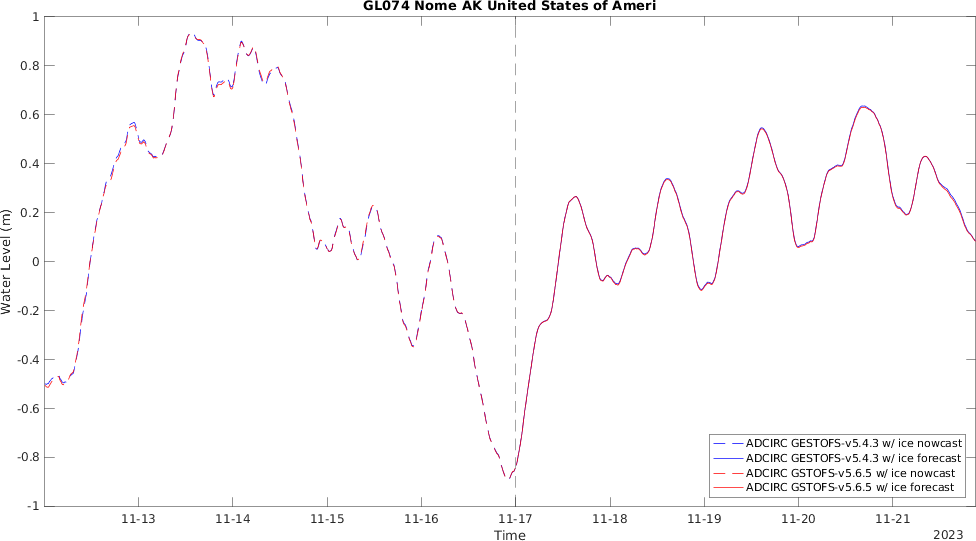 GL074 Nome AK United States of Ameri
1
0.8
0.6
0.4
0.2
0
-0.2
-0.4
-0.6
-0.8
-1
Water Level (m)
ADCIRC GESTOFS-v5.4.3 w/ ice nowcast
ADCIRC GESTOFS-v5.4.3 w/ ice forecast
ADCIRC GSTOFS-v5.6.5 w/ ice nowcast
ADCIRC GSTOFS-v5.6.5 w/ ice forecast
11-13 11-14 11-15 11-16 11-17 11-18 11-19 11-20 11-21
Time
2023